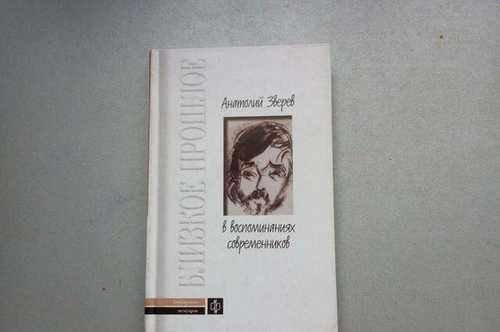 БЛИЗКОЕ ПРОШЛОЕ
Анатолий Зверев
в воспоминаниях
современников